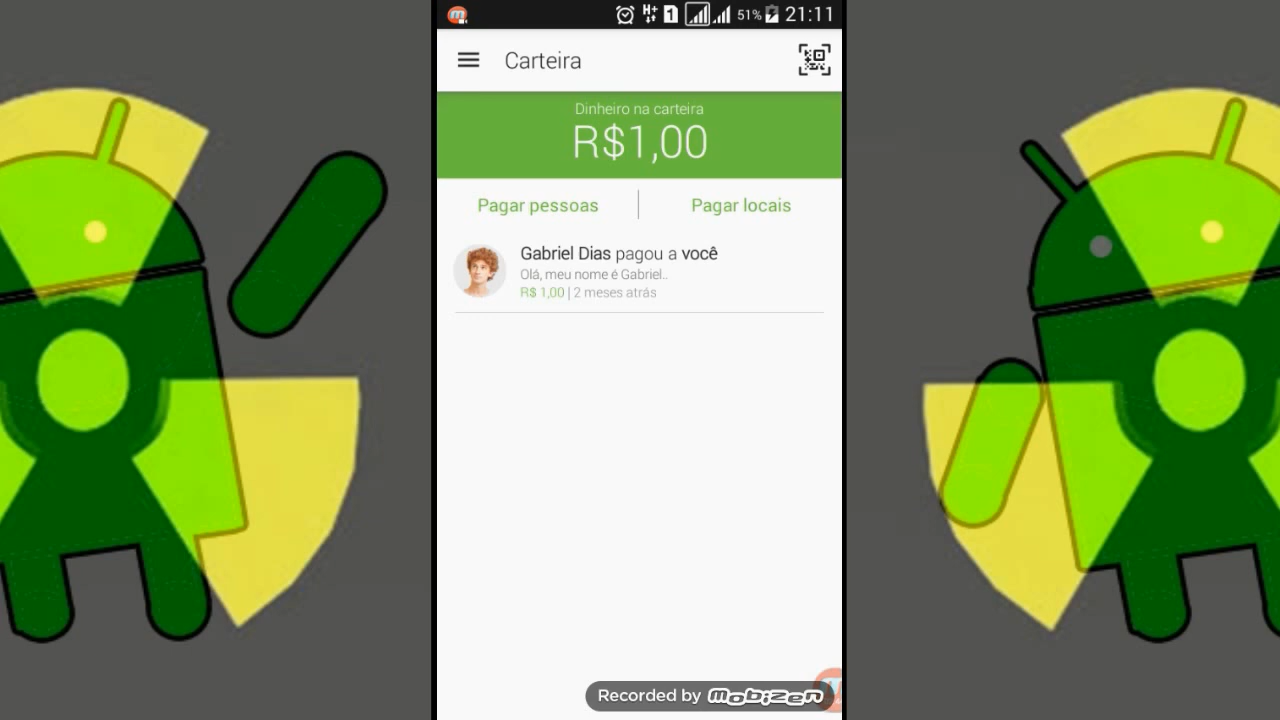 1 51% 21:11
Carteira
Dinheiro na carteira
R$1,00
Pagar pessoas Pagar locais
Gabriel Dias pagou a você
Olá, meu nome é Gabriel..
R$ 1,00 | 2 meses atrás
Recorded by mobizen